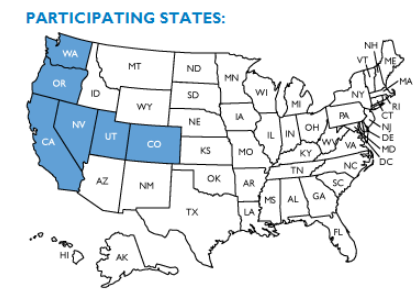 PARTICIPATING STATES:
WA
MT
ND
MN
NH
VT
ME
MA
OR
ID
SD
WI
MI
NY
RI
CT
WY
IA
PA
NJ
NE
DE
NV
UT
CO
IL
IN
OH
MD
WV
VA
DC
CA
KS
MO
KY
NC
TN
AZ
NM
OK
AR
SC
MS
AL
GA
TX
LA
FL
HI
AK